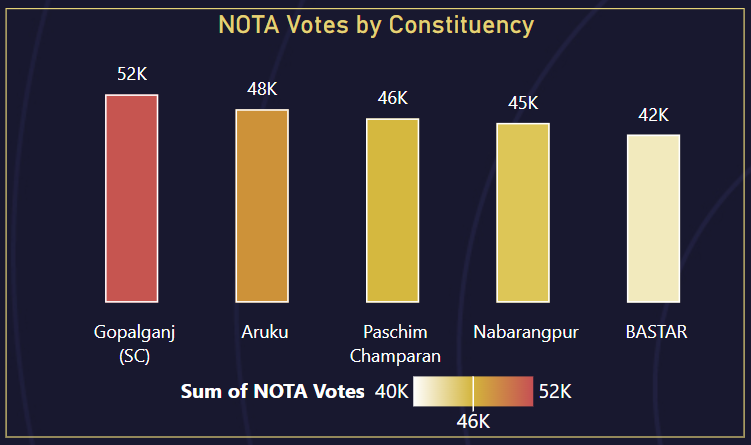 NOTA Votes by Constituency
52K
48K
46K
45K
42K
Gopalganj
(SC)
Aruku
Paschim
Champaran
Nabarangpur
BASTAR
Sum of NOTA Votes 40K 52K
46K